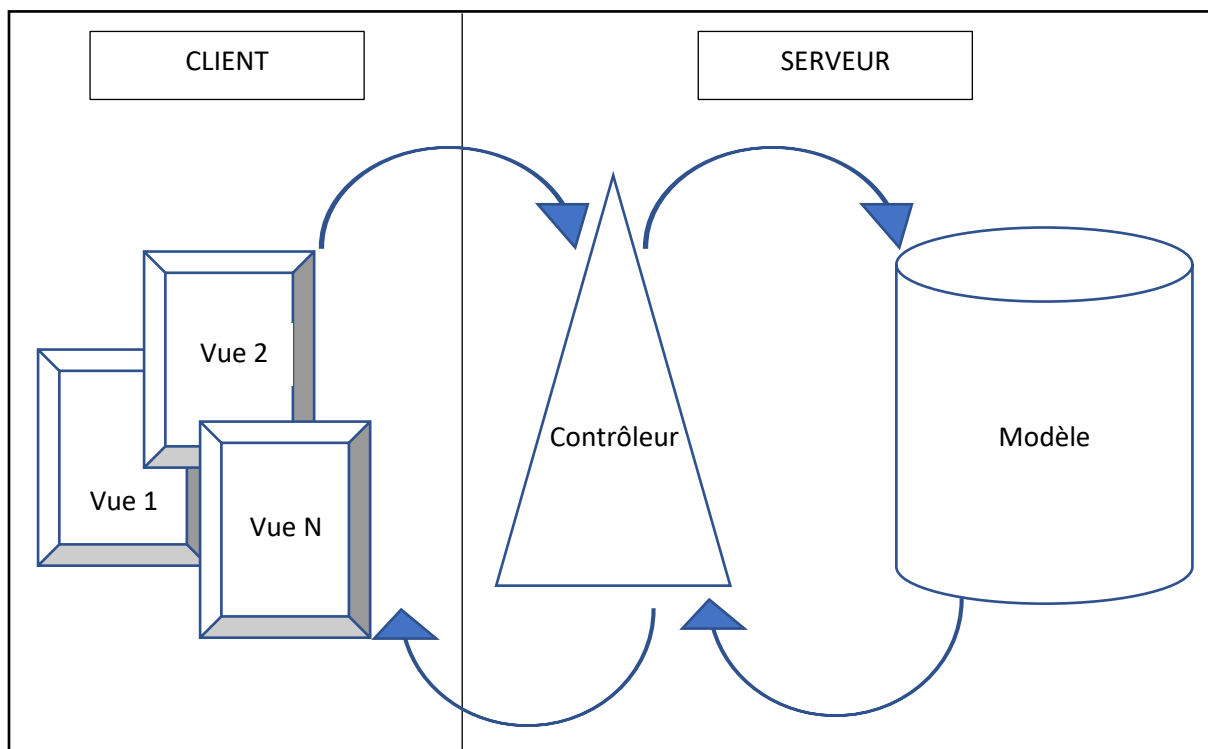 CLIENT
SERVEUR
Vue 2
Vue 1
Vue N
Contrôleur
Modèle